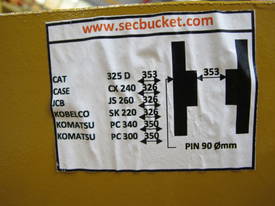 www.secbucket.com
CAT 325 D 353
CASE CX 240 326
JCB JS 260 326
KOBELCO SK 220 326
KOMATSU PC 340 350
KOMATSU PC 300 350
353
PIN 90 Ømm